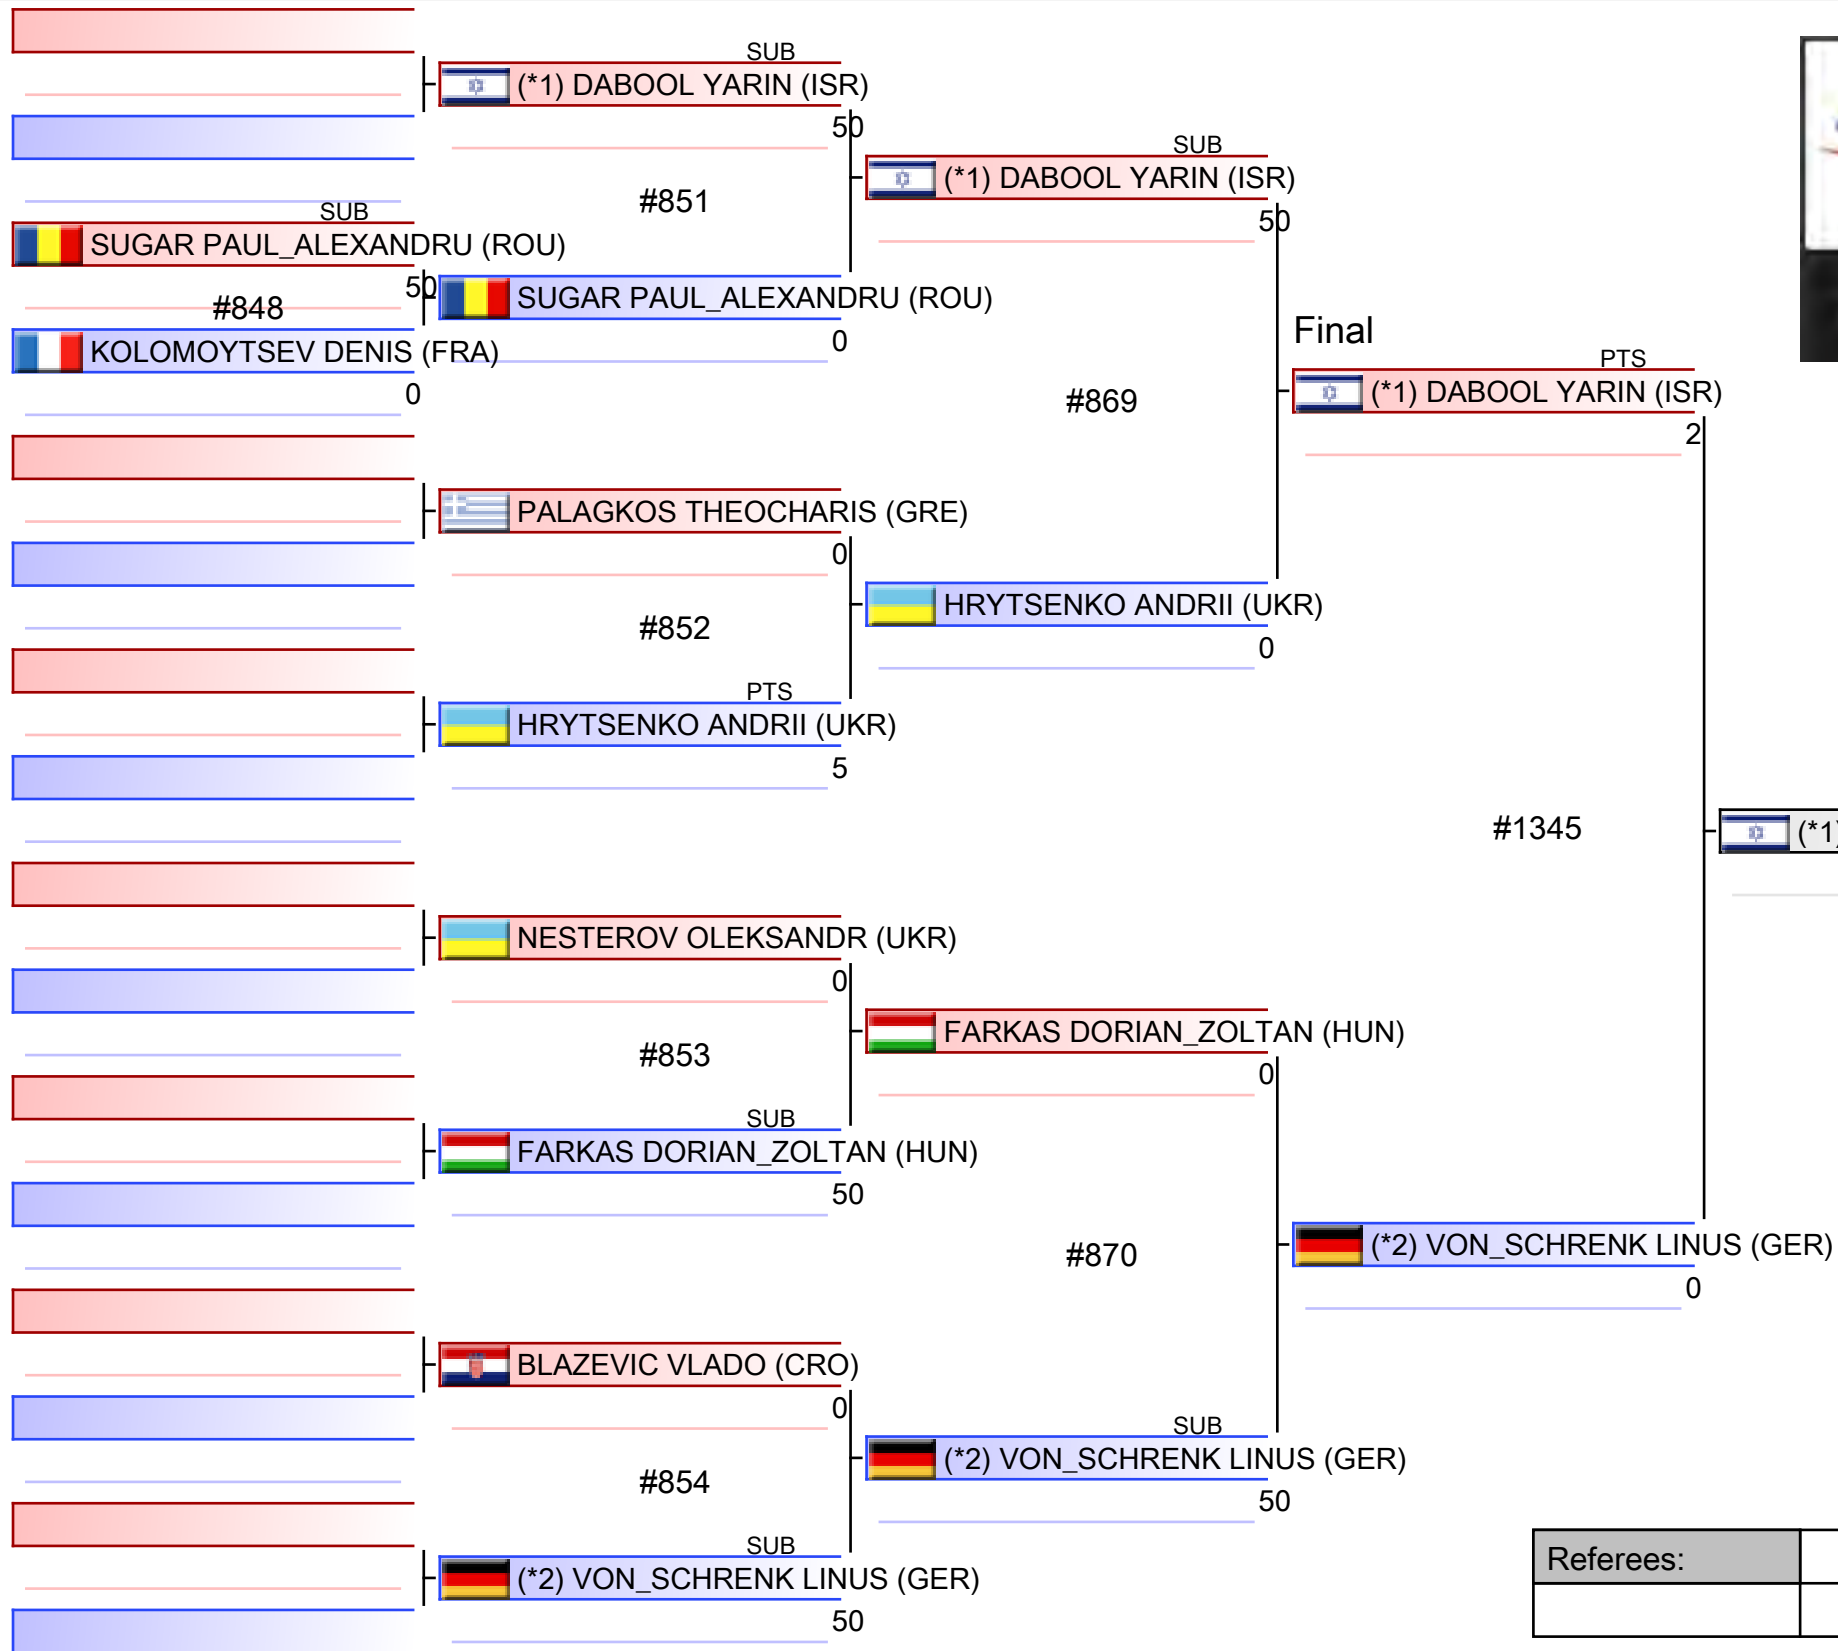 SUB
(*1) DABOOL YARIN (ISR)
50
SUB
(*1) DABOOL YARIN (ISR)
50
#851
SUB
SUGAR PAUL_ALEXANDRU (ROU)
50
#848
SUGAR PAUL_ALEXANDRU (ROU)
0
KOLOMOYTSEV DENIS (FRA)
0
Final
PTS
(*1) DABOOL YARIN (ISR)
2
#869
PALAGKOS THEOCHARIS (GRE)
0
HRYTSENKO ANDRII (UKR)
0
#852
PTS
HRYTSENKO ANDRII (UKR)
5
#1345
(*1)
NESTEROV OLEKSANDR (UKR)
0
FARKAS DORIAN_ZOLTAN (HUN)
0
#853
SUB
FARKAS DORIAN_ZOLTAN (HUN)
50
#870
(*2) VON_SCHRENK LINUS (GER)
0
BLAZEVIC VLADO (CRO)
0
SUB
(*2) VON_SCHRENK LINUS (GER)
50
#854
SUB
(*2) VON_SCHRENK LINUS (GER)
50
Referees: